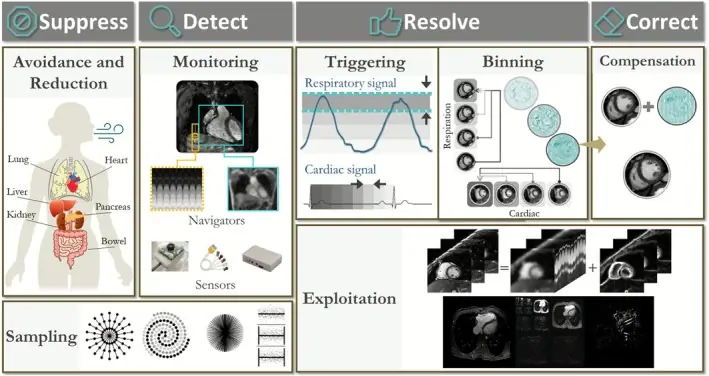 Suppress
Detect
Resolve
Correct
Avoidance and
Reduction
Lung
Heart
Liver
Pancreas
Kidney
Bowel
Monitoring
Navigators
Sensors
Triggering
Respiratory signal
Cardiac signal
Binning
Respiration
Cardiac
Compensation
Sampling
Exploitation